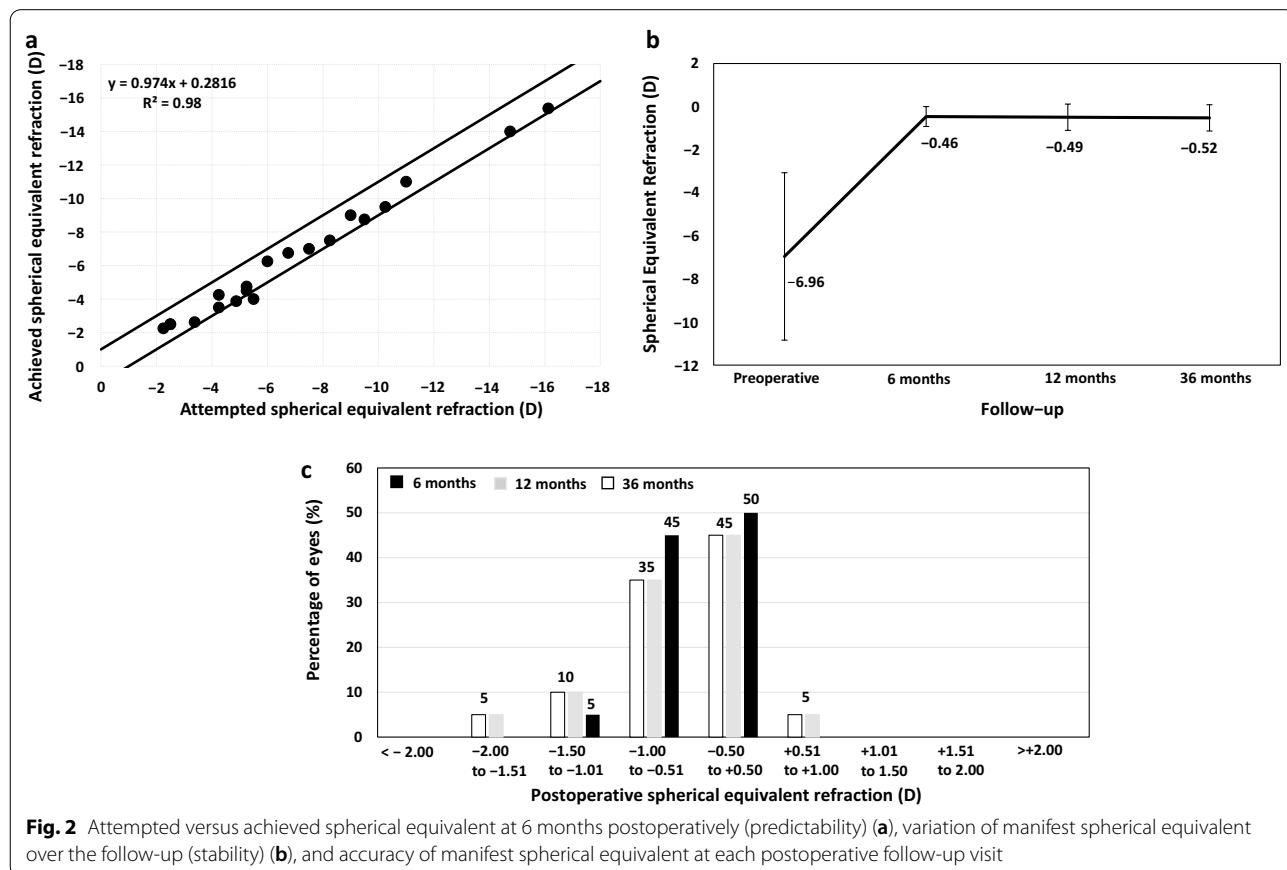 a
Achieved spherical equivalent refraction (D)
−18
−16
−14
−12
−10
−8
−6
−4
−2
0
y = 0.974x + 0.2816
R² = 0.98
0 −2 −4 −6 −8 −10 −12 −14 −16 −18
Attempted spherical equivalent refraction (D)
b
Spherical Equivalent Refraction (D)
2
0
−2
−4
−6
−8
−10
−12
−6.96
−0.46
−0.49
−0.52
Preoperative 6 months 12 months 36 months
Follow−up
c
Percentage of eyes (%)
60
50
40
30
20
10
0
6 months 12 months 36 months
5
10
5
35
45
45
50
5
< − 2.00 −2.00 −1.50 −1.00 −0.50 +0.51 +1.01 +1.51 >+2.00
to −1.51 to −1.01 to −0.51 to +0.50 to +1.00 to 1.50 to 2.00
Postoperative spherical equivalent refraction (D)
Fig. 2 Attempted versus achieved spherical equivalent at 6 months postoperatively (predictability) (a), variation of manifest spherical equivalent
over the follow-up (stability) (b), and accuracy of manifest spherical equivalent at each postoperative follow-up visit